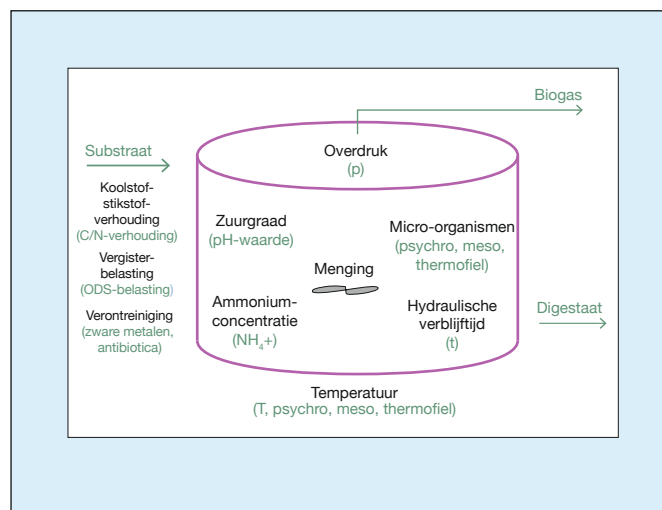 Biogas
Substraat
Overdruk
(p)
Koolstof-
stikstof-
verhouding
(C/N-verhouding)
Vergister-
belasting
(ODS-belasting)
Verontreiniging
(zware metalen,
antibiotica)
Zuurgraad
(pH-waarde)
Micro-organismen
(psychro, meso,
thermofiel)
Menging
Ammonium-
concentratie
(NH₄+)
Hydraulische
verblijftijd
(t)
Digestaat
Temperatuur
(T, psychro, meso, thermofiel)